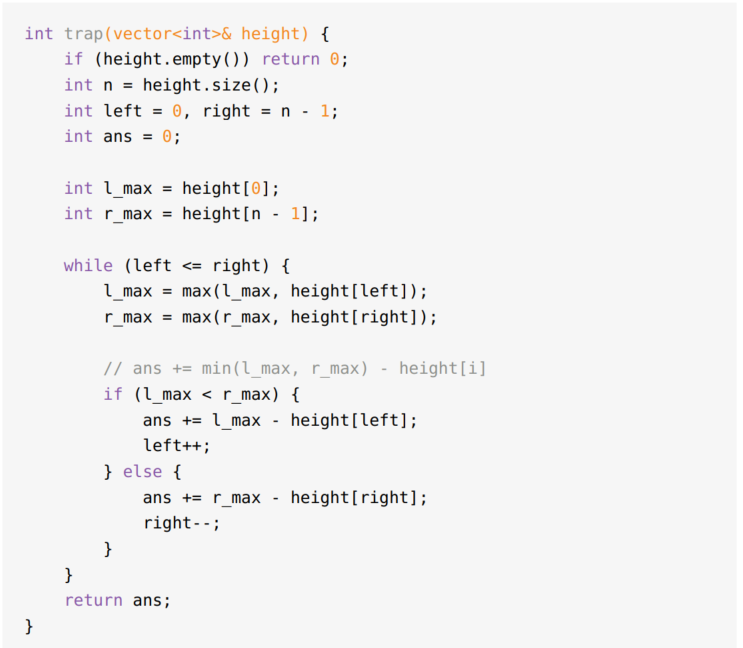 int trap(vector<int>& height) {
    if (height.empty()) return 0;
    int n = height.size();
    int left = 0, right = n - 1;
    int ans = 0;

    int l_max = height[0];
    int r_max = height[n - 1];

    while (left <= right) {
        l_max = max(l_max, height[left]);
        r_max = max(r_max, height[right]);

        // ans += min(l_max, r_max) - height[i]
        if (l_max < r_max) {
            ans += l_max - height[left];
            left++;
        } else {
            ans += r_max - height[right];
            right--;
        }
    }
    return ans;
}